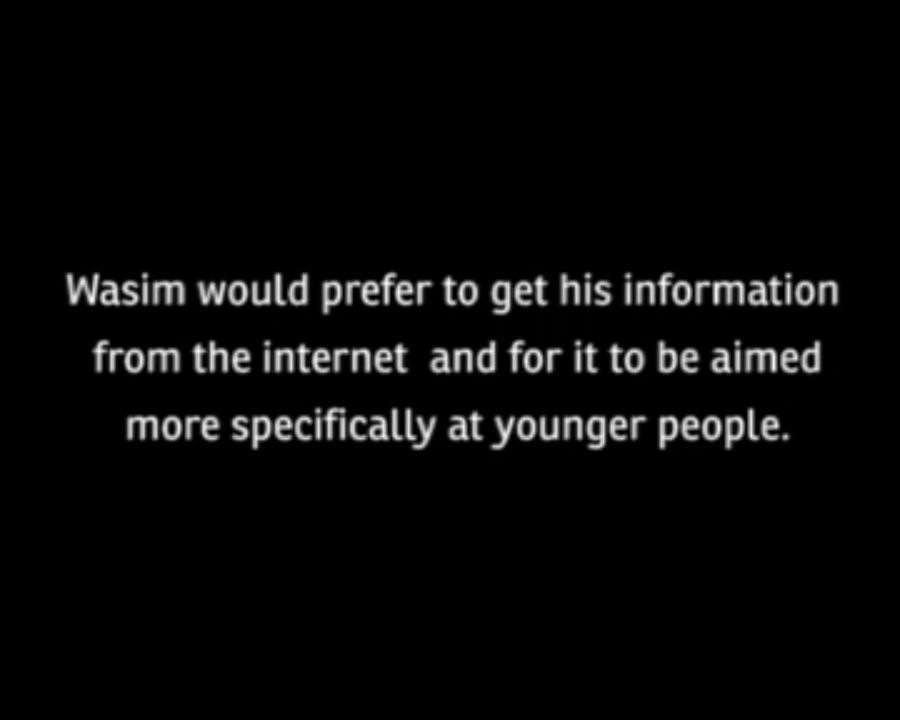 Wasim would prefer to get his information
from the internet  and for it to be aimed
more specifically at younger people.